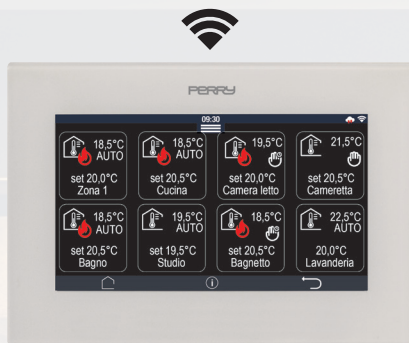 PERRY
09:30
18,5°C 18,5°C 19,5°C 21,5°C
AUTO AUTO
set 20,0°C set 20,5°C set 20,0°C set 20,5°C
Zona 1 Cucina Camera letto Cameretta
18,5°C 19,5°C 18,5°C 22,5°C
AUTO AUTO AUTO
set 20,5°C set 19,5°C set 20,5°C 20,0°C
Bagno Studio Bagnetto Lavanderia